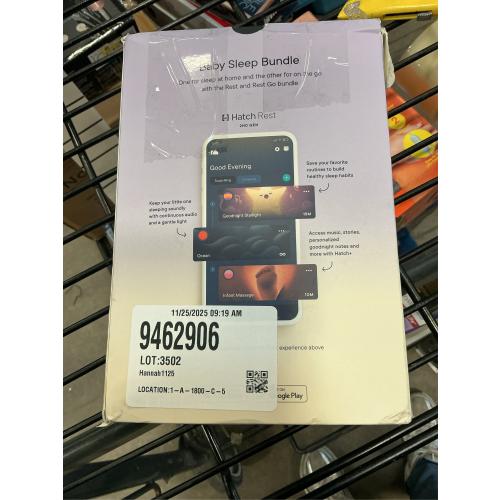 Baby Sleep Bundle
One for sleep at home and the other for on the go
with the Rest and Rest Go bundle
Hatch Rest
2ND GEN
Save your favorite
routines to build
healthy sleep habits
Good Evening
Keep your little one
sleeping soundly
with continuous audio
and a gentle light
Goodnight Starlight
15M
Ocean
∞
Access music, stories,
personalized
goodnight notes and
more with Hatch+
Infant Massage
10M
experience above
Google Play
11/25/2025 09:19 AM
9462906
LOT:3502
Hannah1125
LOCATION:1-A-1800-C-5